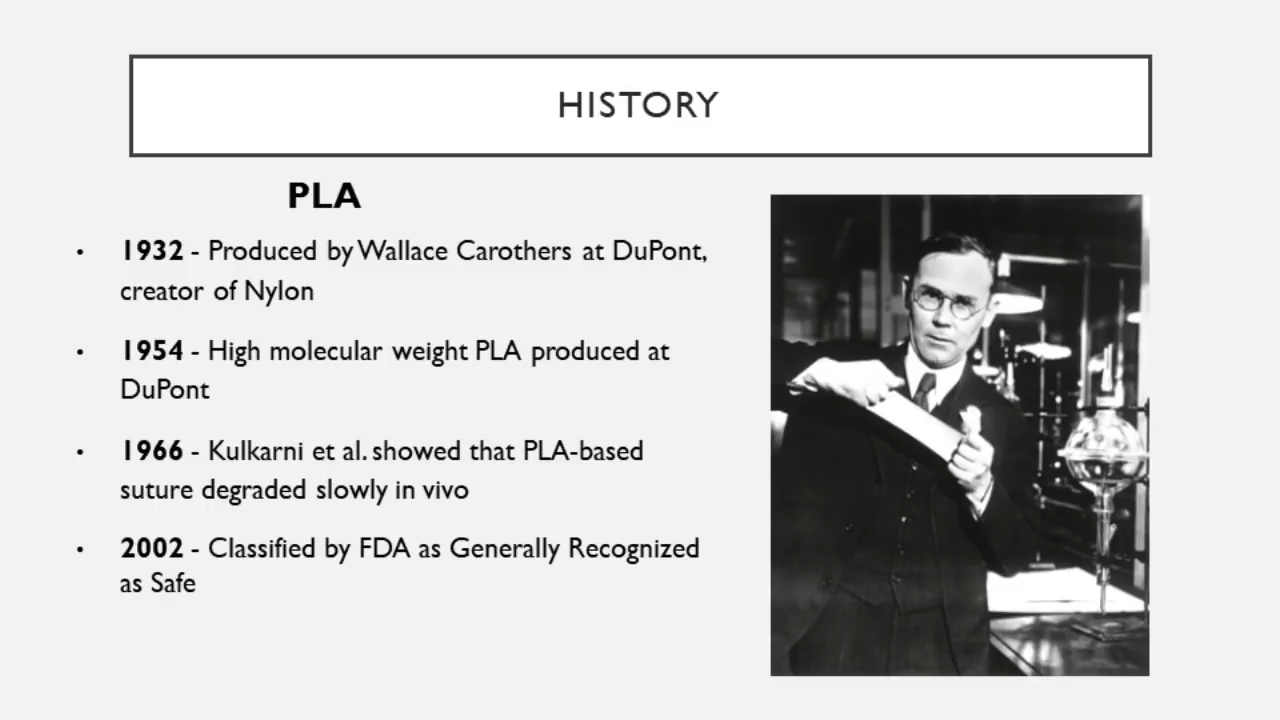 HISTORY
PLA
• 1932 - Produced by Wallace Carothers at DuPont,
creator of Nylon
• 1954 - High molecular weight PLA produced at
DuPont
• 1966 - Kulkarni et al. showed that PLA-based
suture degraded slowly in vivo
• 2002 - Classified by FDA as Generally Recognized
as Safe